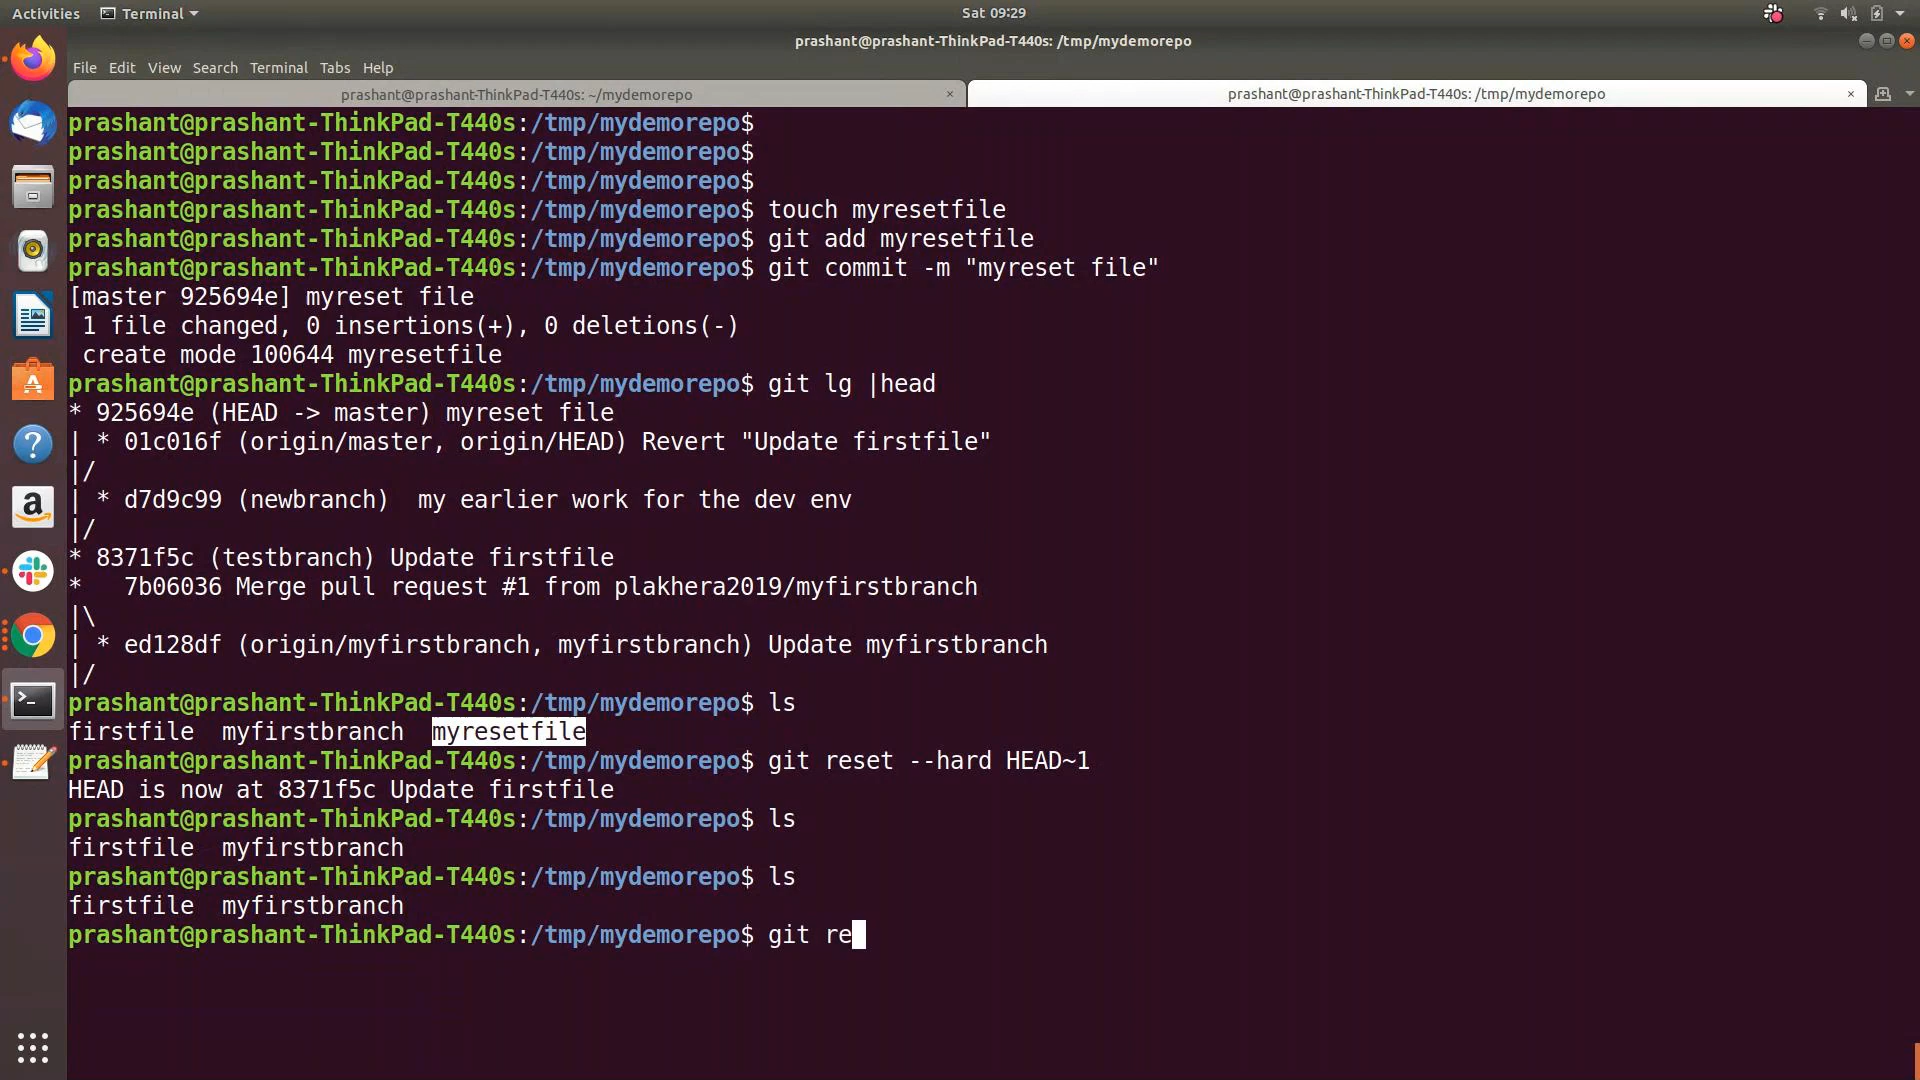 Activities Terminal Sat 09:29
prashant@prashant-ThinkPad-T440s: /tmp/mydemorepo
File Edit View Search Terminal Tabs Help
prashant@prashant-ThinkPad-T440s: ~/mydemorepo × prashant@prashant-ThinkPad-T440s: /tmp/mydemorepo ×
prashant@prashant-ThinkPad-T440s:/tmp/mydemorepo$
prashant@prashant-ThinkPad-T440s:/tmp/mydemorepo$
prashant@prashant-ThinkPad-T440s:/tmp/mydemorepo$
prashant@prashant-ThinkPad-T440s:/tmp/mydemorepo$ touch myresetfile
prashant@prashant-ThinkPad-T440s:/tmp/mydemorepo$ git add myresetfile
prashant@prashant-ThinkPad-T440s:/tmp/mydemorepo$ git commit -m "myreset file"
[master 925694e] myreset file
 1 file changed, 0 insertions(+), 0 deletions(-)
 create mode 100644 myresetfile
prashant@prashant-ThinkPad-T440s:/tmp/mydemorepo$ git lg |head
* 925694e (HEAD -> master) myreset file
| * 01c016f (origin/master, origin/HEAD) Revert "Update firstfile"
|/
| * d7d9c99 (newbranch)  my earlier work for the dev env
|/
* 8371f5c (testbranch) Update firstfile
*   7b06036 Merge pull request #1 from plakhera2019/myfirstbranch
|\
| * ed128df (origin/myfirstbranch, myfirstbranch) Update myfirstbranch
|/
prashant@prashant-ThinkPad-T440s:/tmp/mydemorepo$ ls
firstfile  myfirstbranch  myresetfile
prashant@prashant-ThinkPad-T440s:/tmp/mydemorepo$ git reset --hard HEAD~1
HEAD is now at 8371f5c Update firstfile
prashant@prashant-ThinkPad-T440s:/tmp/mydemorepo$ ls
firstfile  myfirstbranch
prashant@prashant-ThinkPad-T440s:/tmp/mydemorepo$ ls
firstfile  myfirstbranch
prashant@prashant-ThinkPad-T440s:/tmp/mydemorepo$ git re